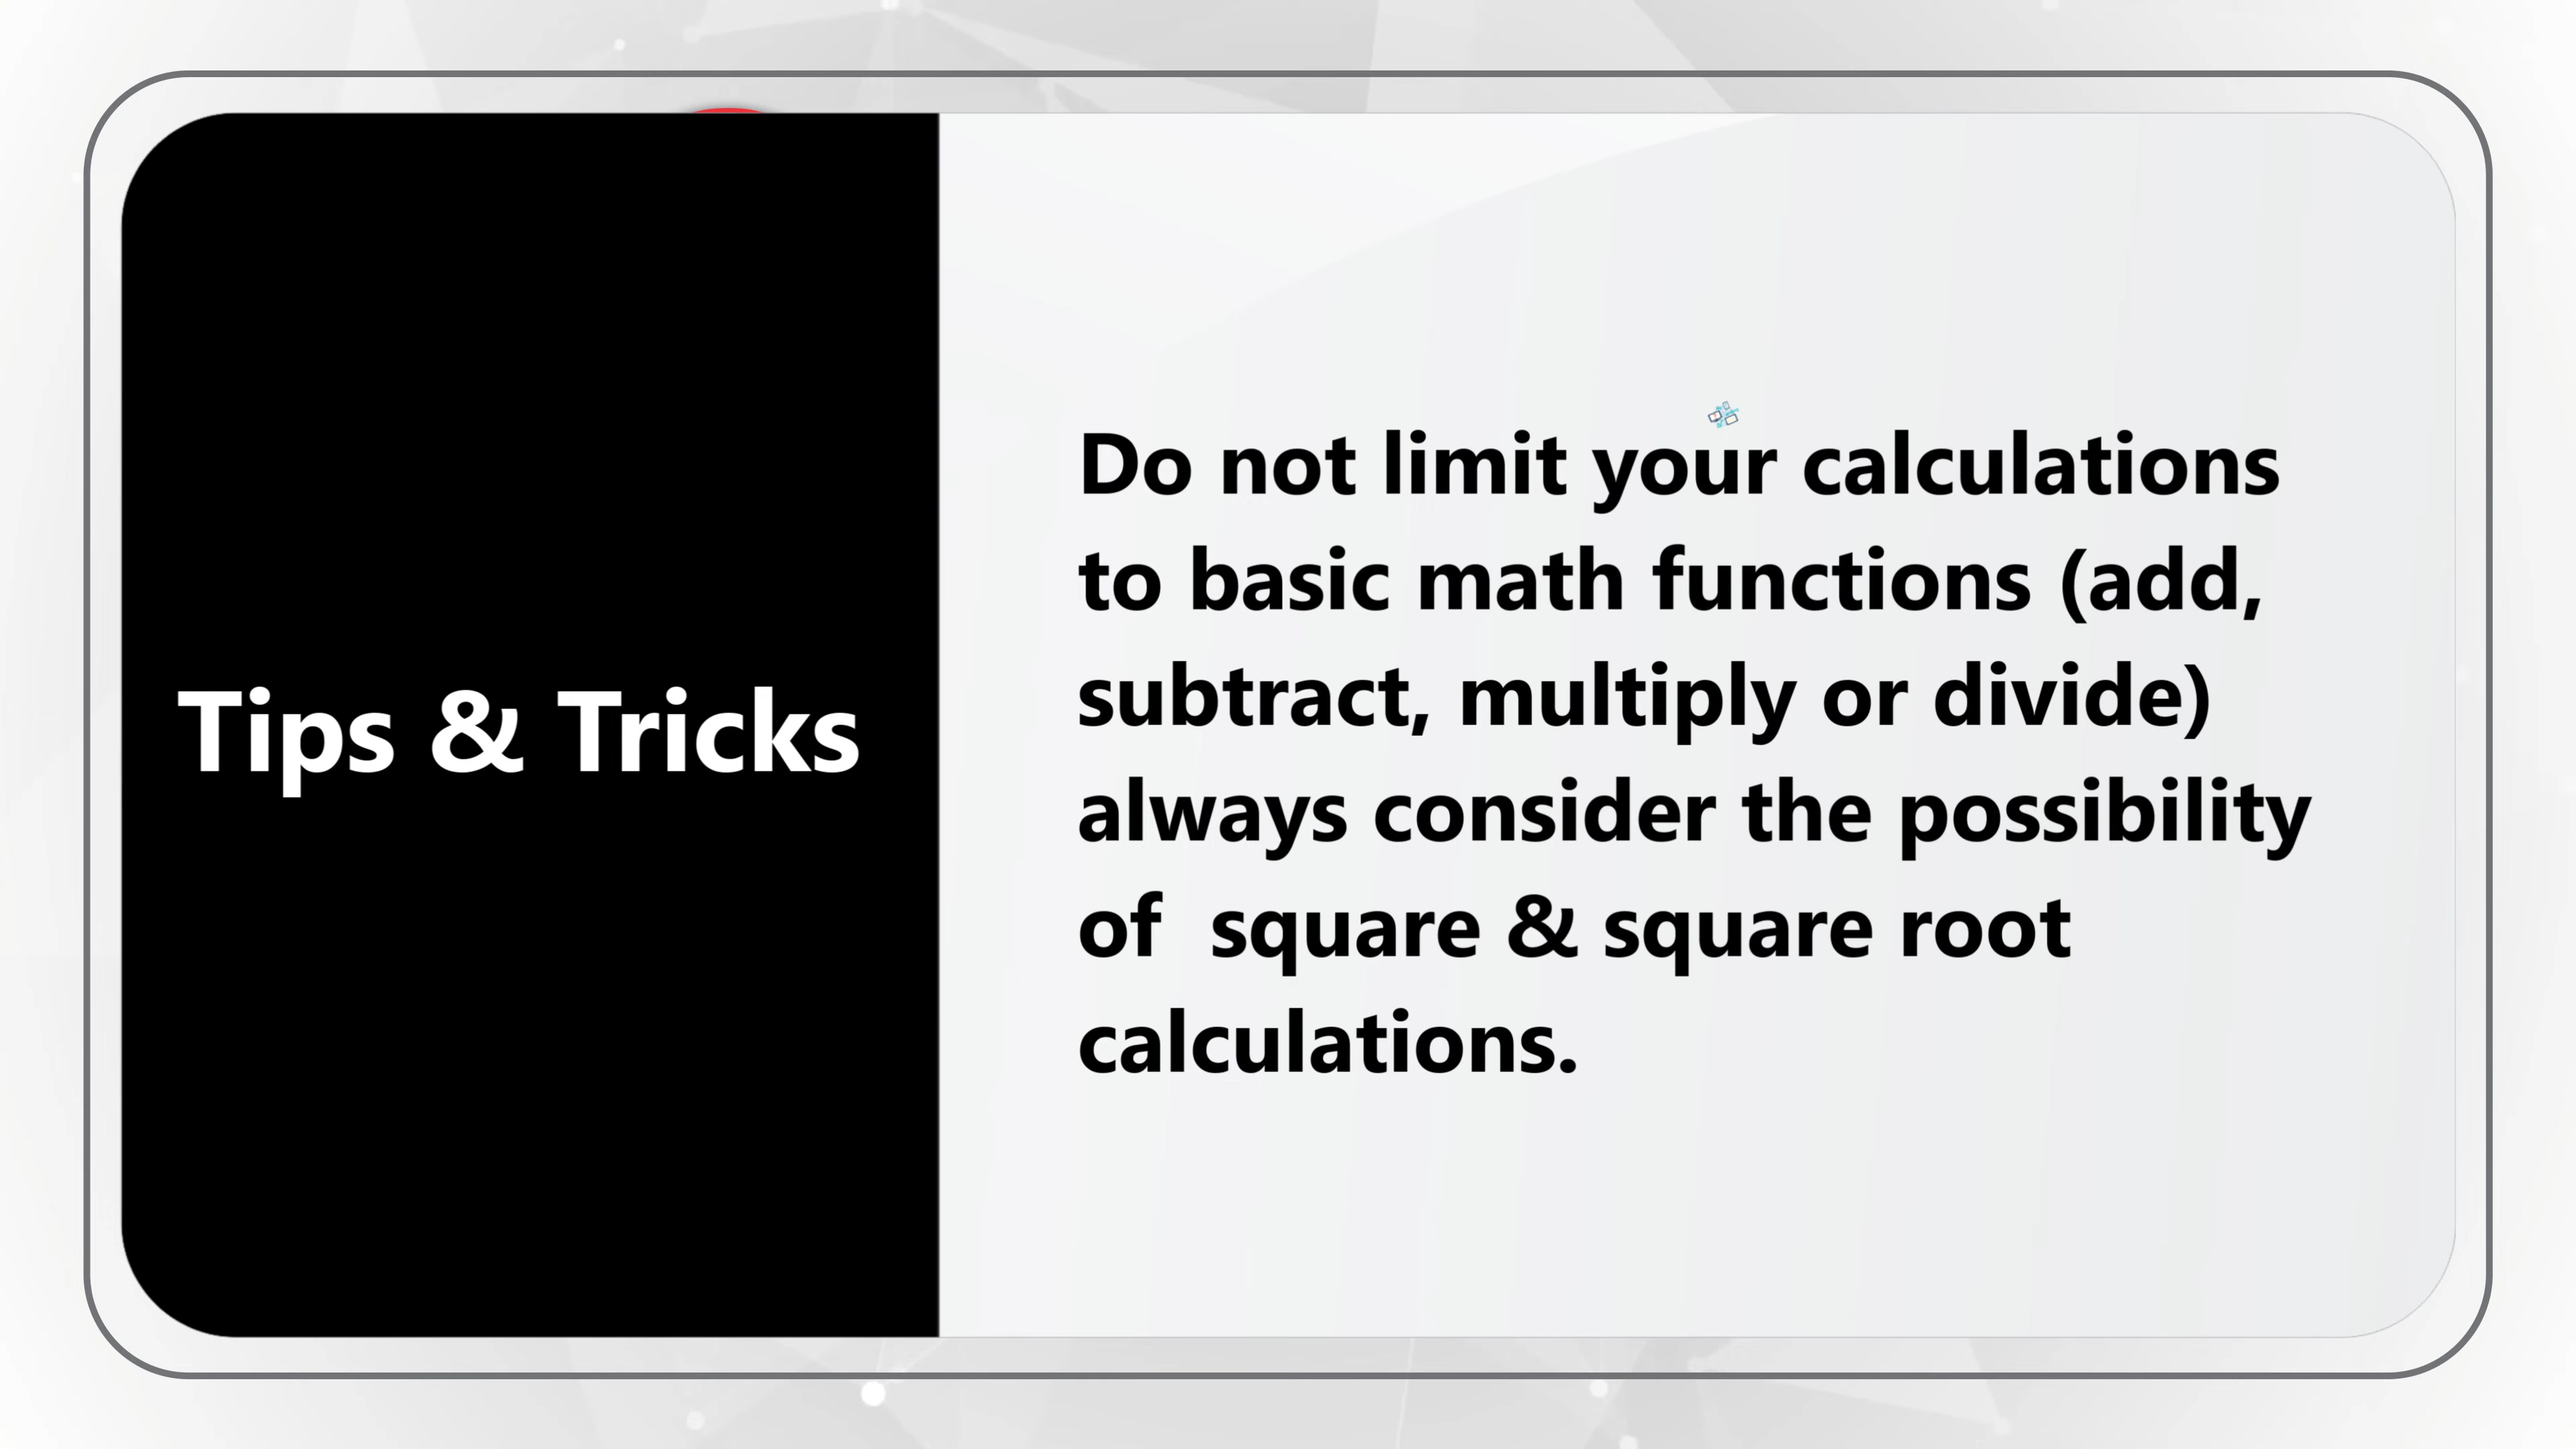 Tips & Tricks
Do not limit your calculations
to basic math functions (add,
subtract, multiply or divide)
always consider the possibility
of  square & square root
calculations.